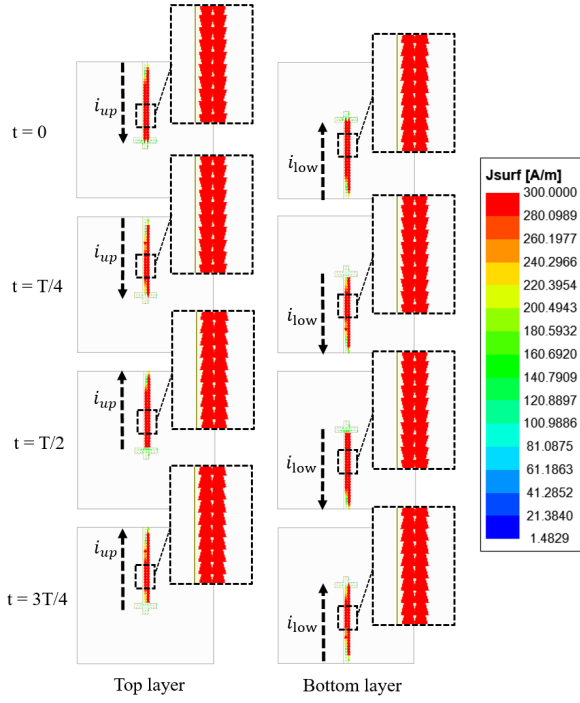 t = 0
i_up
i_low
t = T/4
i_up
i_low
t = T/2
i_up
i_low
t = 3T/4
i_up
i_low
Top layer
Bottom layer
Jsurf [A/m]
300.0000
280.0989
260.1977
240.2966
220.3954
200.4943
180.5932
160.6920
140.7909
120.8897
100.9886
81.0875
61.1863
41.2852
21.3840
1.4829